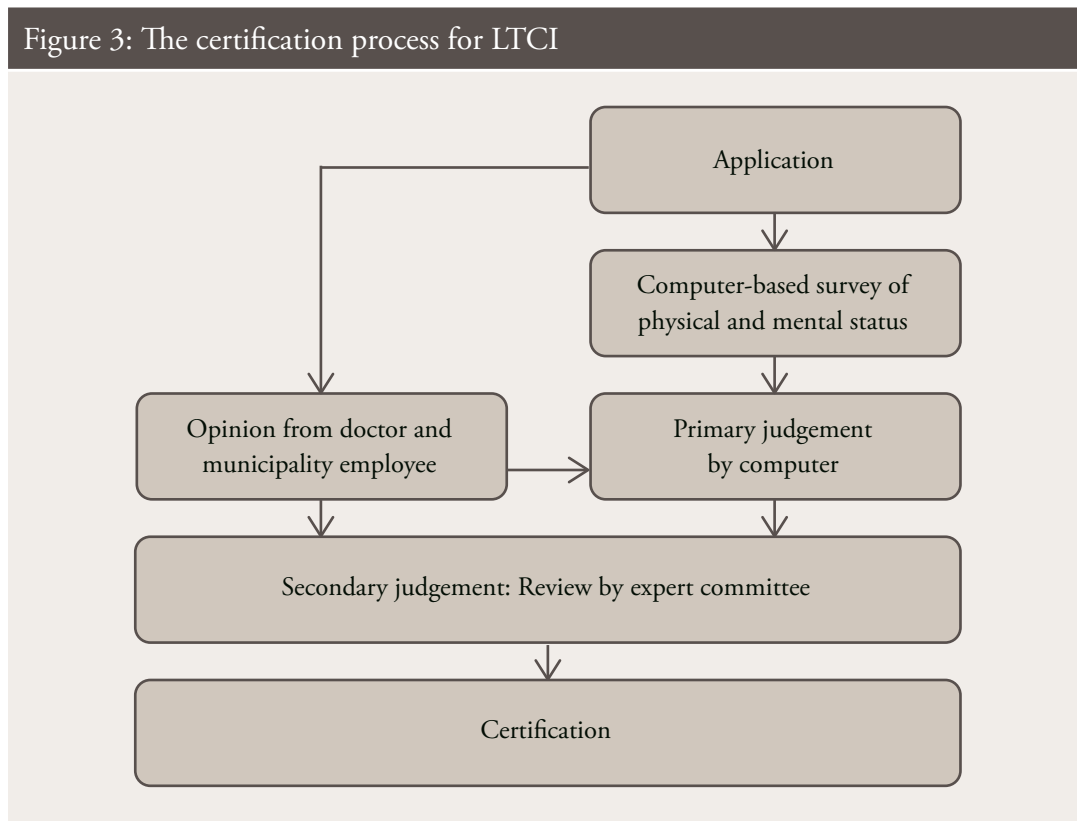 Figure 3: The certification process for LTCI
Application
Computer-based survey of
physical and mental status
Opinion from doctor and
municipality employee
Primary judgement
by computer
Secondary judgement: Review by expert committee
Certification